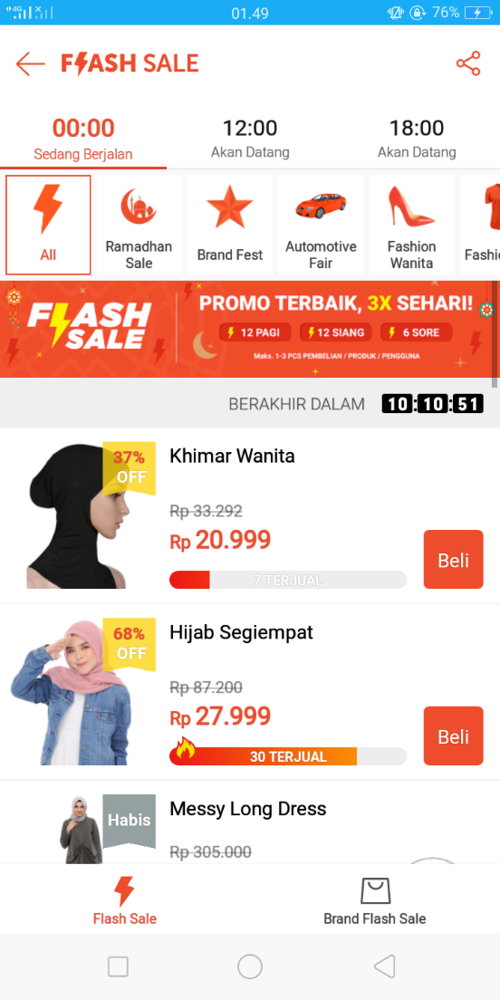 4G
01.49
76%
FLASH SALE
00:00
12:00
18:00
Sedang Berjalan
Akan Datang
Akan Datang
All
Ramadhan
Sale
Brand Fest
Automotive
Fair
Fashion
Wanita
Fashi
FLASH
SALE
PROMO TERBAIK, 3X SEHARI!
12 PAGI
12 SIANG
6 SORE
Maks. 1-3 PCS PEMBELIAN / PRODUK / PENGGUNA
BERAKHIR DALAM 10:10:51
37%
OFF
Khimar Wanita
Rp 33.292
Rp 20.999
7 TERJUAL
Beli
68%
OFF
Hijab Segiempat
Rp 87.200
Rp 27.999
30 TERJUAL
Beli
Habis
Messy Long Dress
Rp 305.000
Flash Sale
Brand Flash Sale